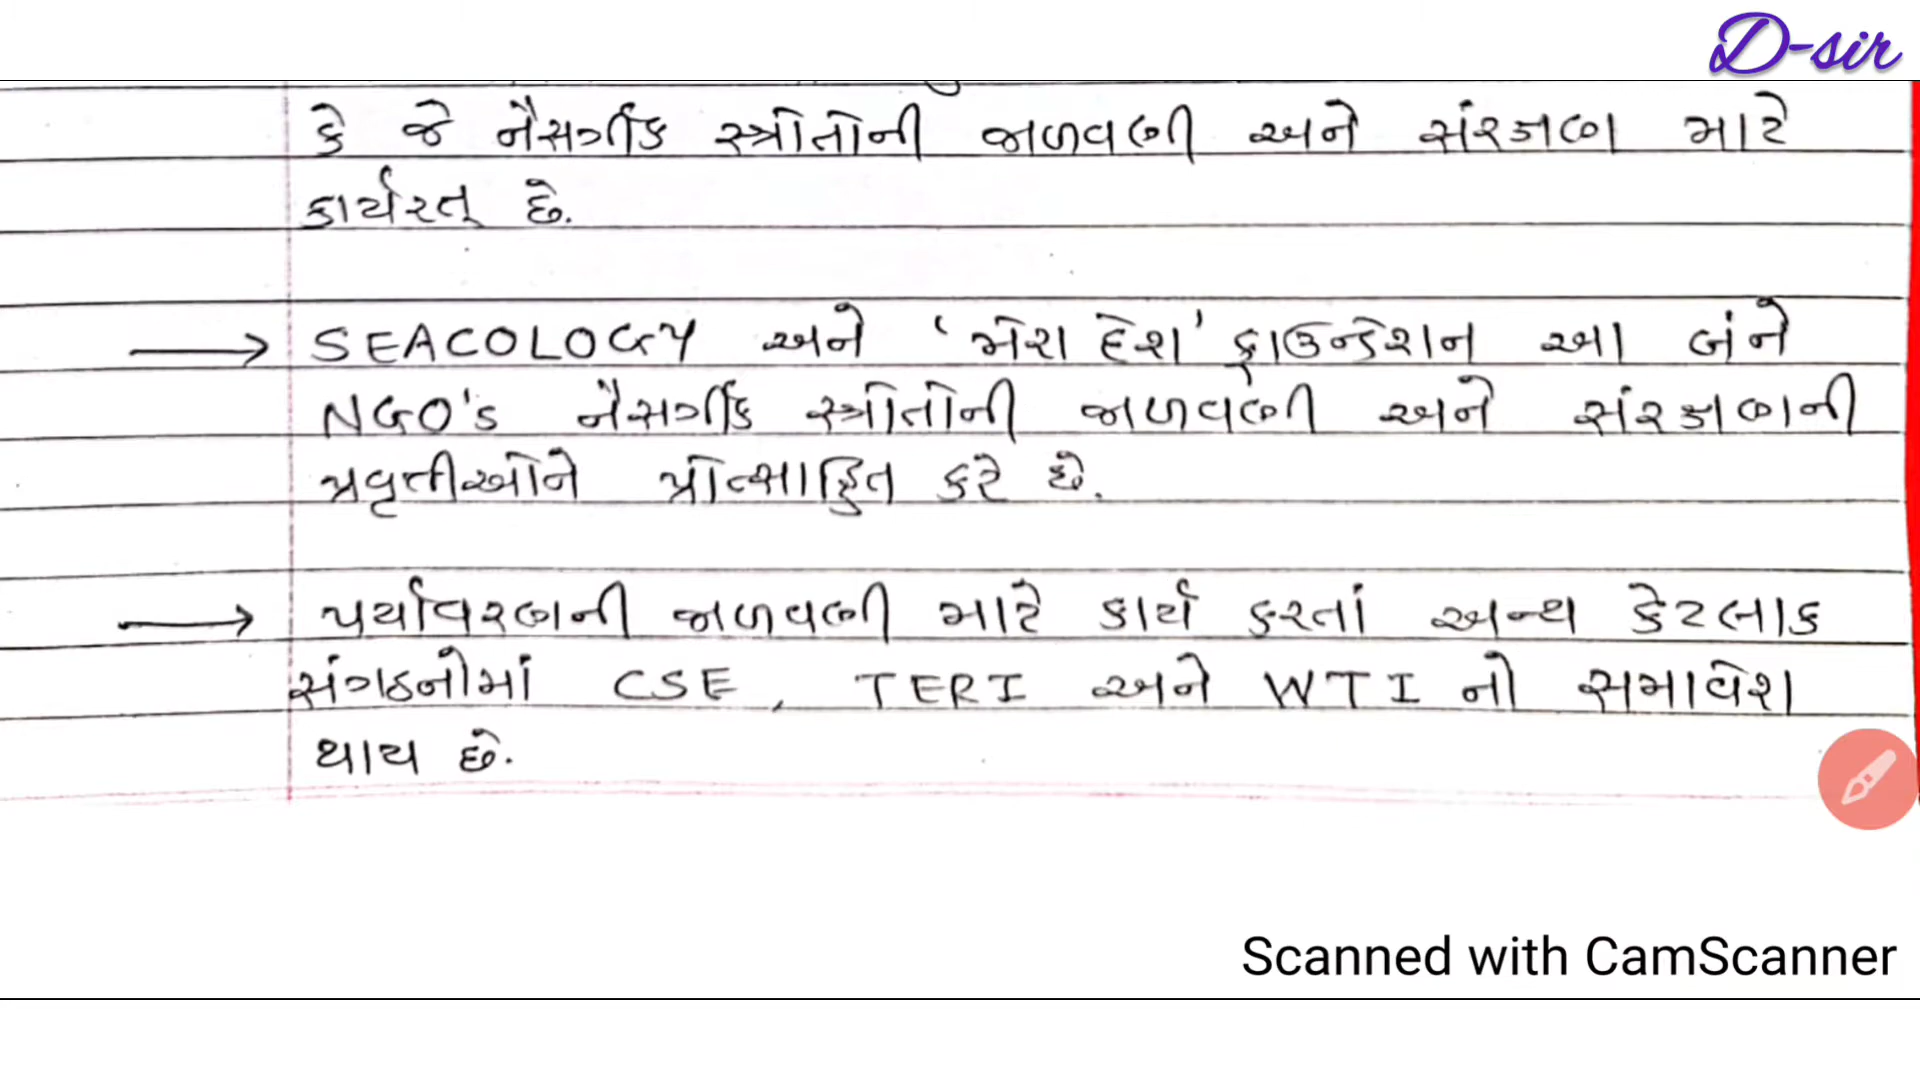 D-sir
કે જે નૈસર્ગીક સ્ત્રોતોની જાળવણી અને સંરક્ષણ માટે
કાર્યરત્ છે.
→ SEACOLOGY અને ‘મેરા દેશ’ ફાઉન્ડેશન આ બંને
NGO's નૈસર્ગીક સ્ત્રોતોની જાળવણી અને સંરક્ષણની
પ્રવૃત્તીઓને પ્રોત્સાહિત કરે છે.
→ પર્યાવરણની જાળવણી માટે કાર્ય કરતાં અન્ય કેટલાક
સંગઠનોમાં CSE, TERI અને WTI નો સમાવેશ
થાય છે.
Scanned with CamScanner